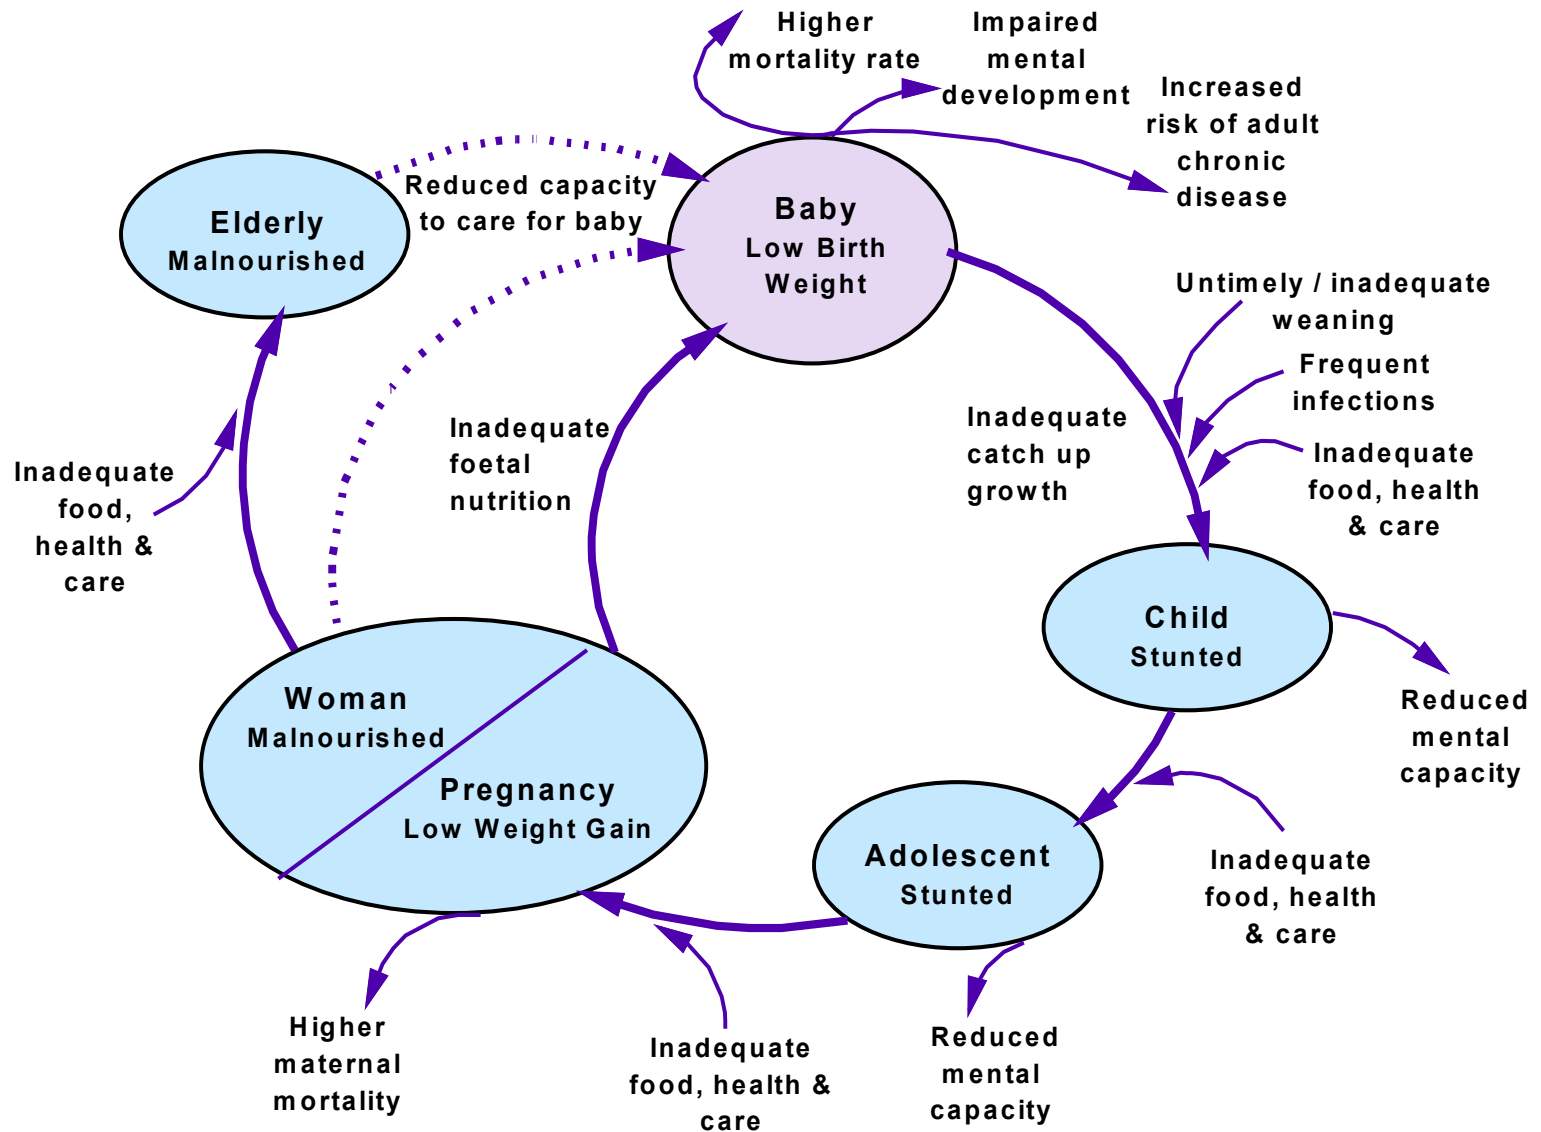 Higher
mortality rate
Impaired
mental
development
Increased
risk of adult
chronic
disease
Reduced capacity
to care for baby
Elderly
Malnourished
Baby
Low Birth
Weight
Untimely / inadequate
weaning
Frequent
infections
Inadequate
food, health
& care
Inadequate
catch up
growth
Inadequate
foetal
nutrition
Inadequate
food,
health &
care
Child
Stunted
Reduced
mental
capacity
Woman
Malnourished
Pregnancy
Low Weight Gain
Adolescent
Stunted
Inadequate
food, health
& care
Higher
maternal
mortality
Inadequate
food, health &
care
Reduced
mental
capacity